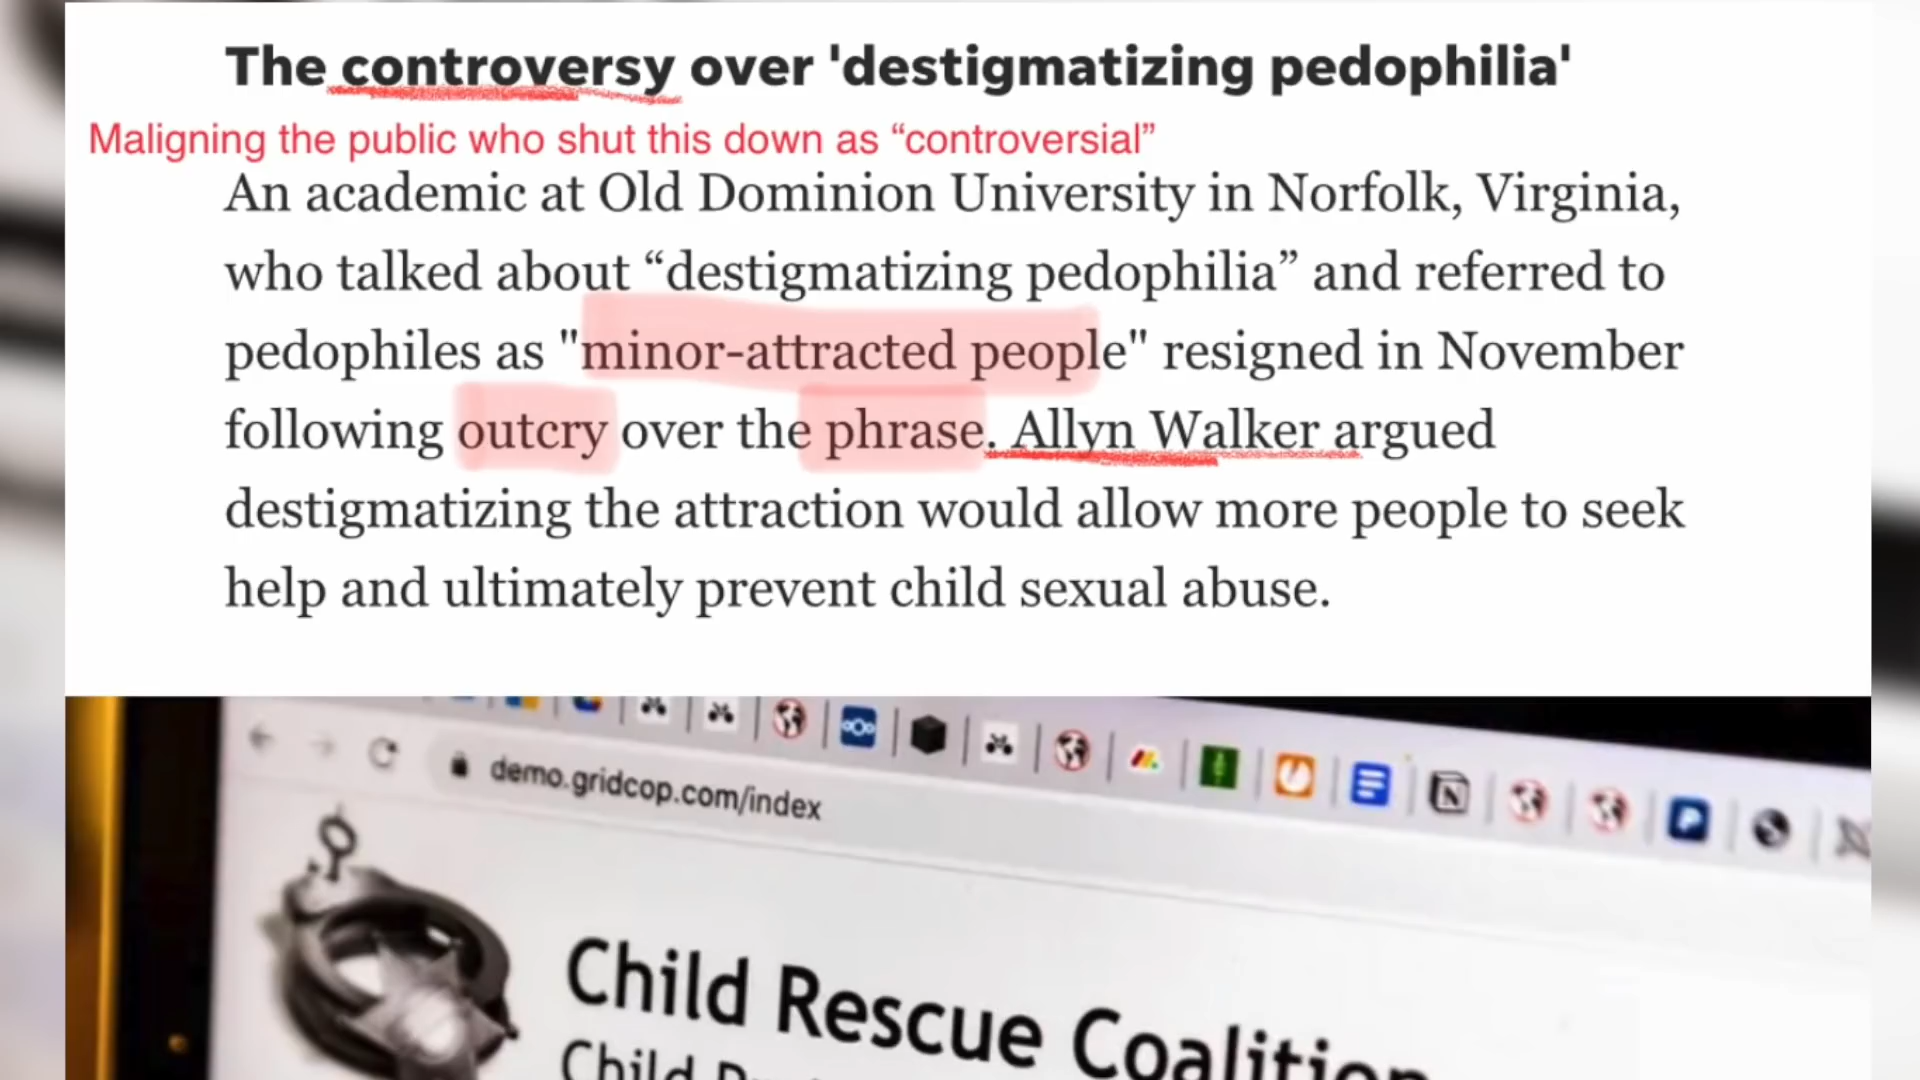 The controversy over 'destigmatizing pedophilia'
Maligning the public who shut this down as “controversial”
An academic at Old Dominion University in Norfolk, Virginia,
who talked about “destigmatizing pedophilia” and referred to
pedophiles as "minor-attracted people" resigned in November
following outcry over the phrase. Allyn Walker argued
destigmatizing the attraction would allow more people to seek
help and ultimately prevent child sexual abuse.
demo.gridcop.com/index
Child Rescue Coalition
Child